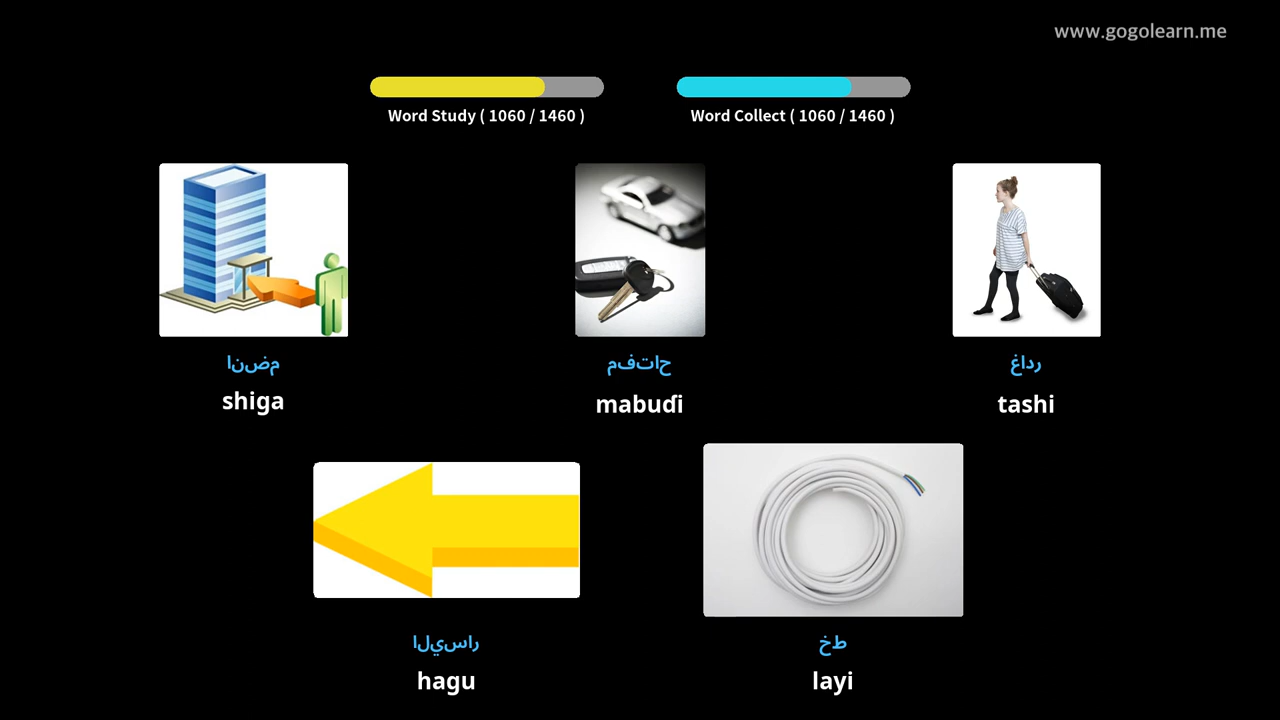 www.gogolearn.me
Word Study ( 1060 / 1460 )
Word Collect ( 1060 / 1460 )
انضم
shiga
مفتاح
mabuɗi
غادر
tashi
اليسار
hagu
خط
layi